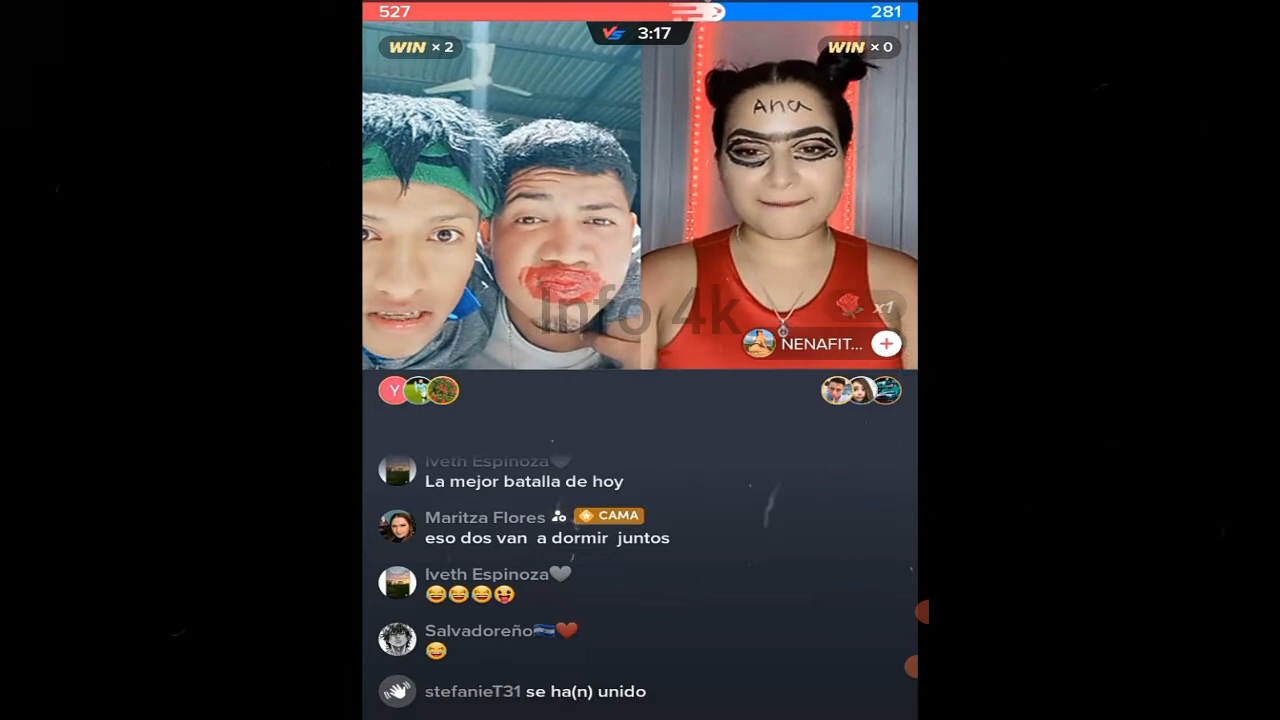 527
281
VS 3:17
WIN × 2
WIN × 0
Ana
x1
Info 4k
NENAFIT...
Y
Iveth Espinoza🩶
La mejor batalla de hoy
Maritza Flores CAMA
eso dos van a dormir juntos
Iveth Espinoza🩶
😂😂😂😜
Salvadoreño🇸🇻❤️
😂
stefanieT31 se ha(n) unido